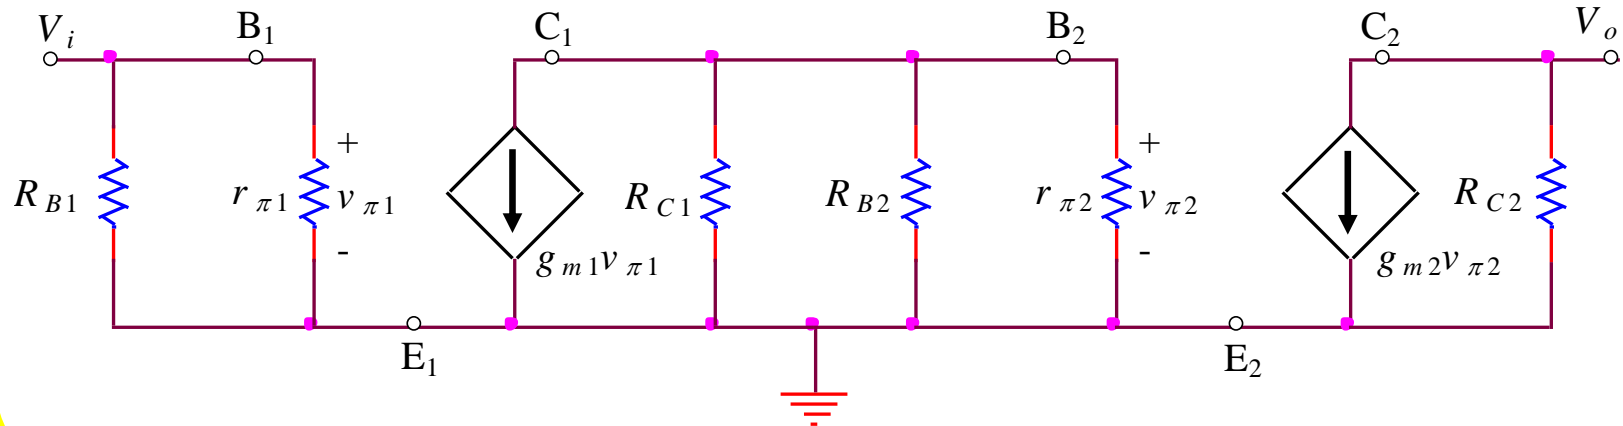 V i B1 C1 B2 C2 V o
+ +
R B1 r π1 v π1 R C1 R B2 r π2 v π2 R C2
- g m1 v π1 - g m2 v π2
E1 E2